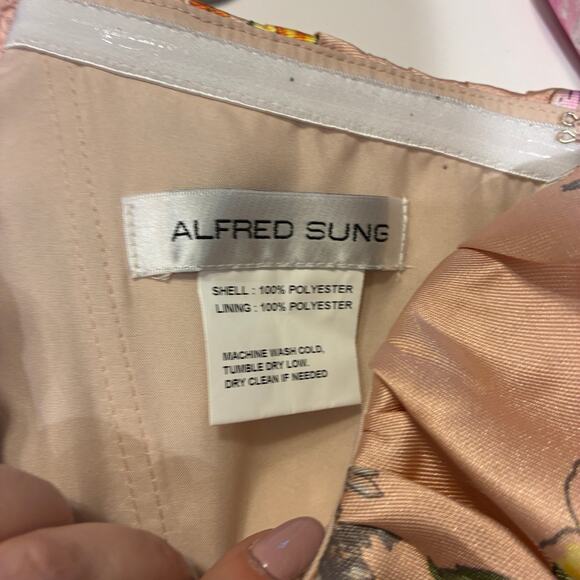 ALFRED SUNG
SHELL : 100% POLYESTER
LINING : 100% POLYESTER
MACHINE WASH COLD,
TUMBLE DRY LOW.
DRY CLEAN IF NEEDED